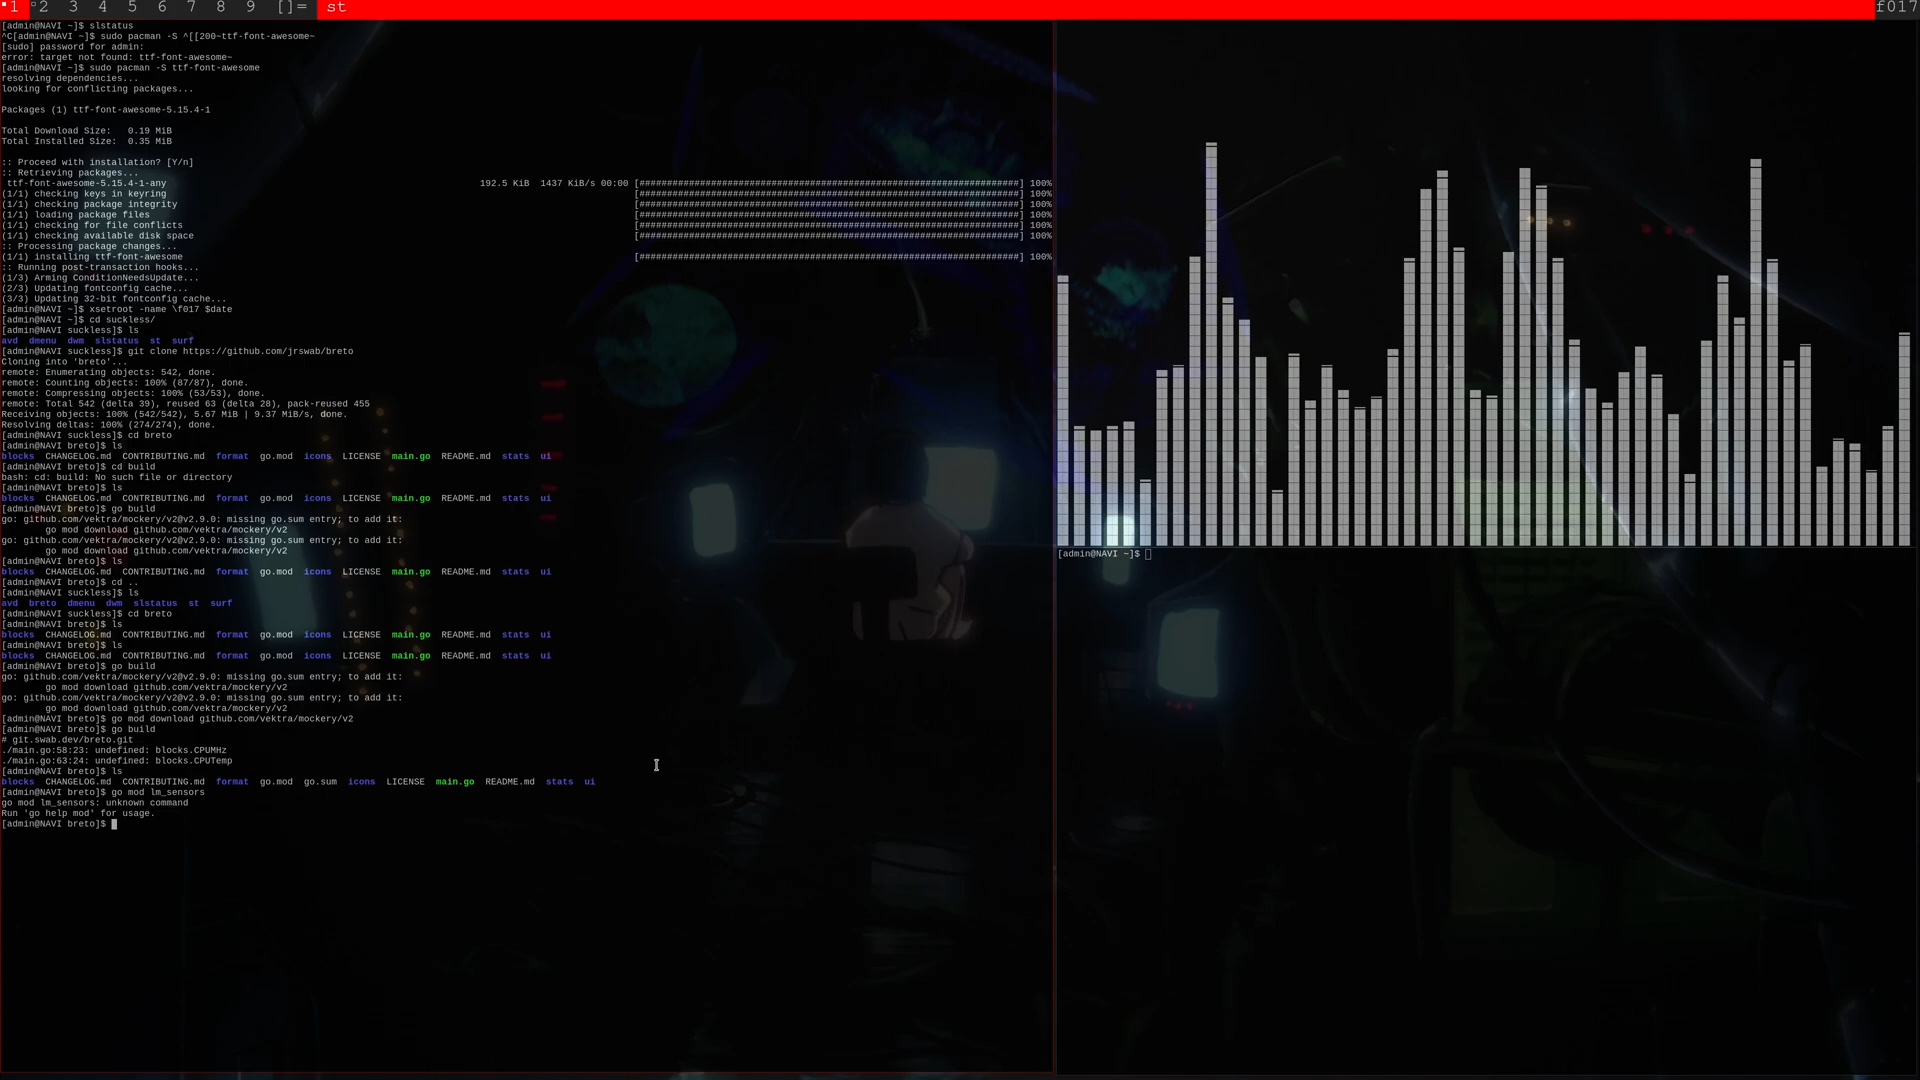 1 2 3 4 5 6 7 8 9 []= st f017
[admin@NAVI ~]$ slstatus
^C[admin@NAVI ~]$ sudo pacman -S ^[[200~ttf-font-awesome~
[sudo] password for admin:
error: target not found: ttf-font-awesome~
[admin@NAVI ~]$ sudo pacman -S ttf-font-awesome
resolving dependencies...
looking for conflicting packages...
Packages (1) ttf-font-awesome-5.15.4-1
Total Download Size:   0.19 MiB
Total Installed Size:  0.35 MiB
:: Proceed with installation? [Y/n]
:: Retrieving packages...
ttf-font-awesome-5.15.4-1-any 192.5 KiB  1437 KiB/s 00:00 [#####################################################################] 100%
(1/1) checking keys in keyring [#####################################################################] 100%
(1/1) checking package integrity [#####################################################################] 100%
(1/1) loading package files [#####################################################################] 100%
(1/1) checking for file conflicts [#####################################################################] 100%
(1/1) checking available disk space [#####################################################################] 100%
:: Processing package changes...
(1/1) installing ttf-font-awesome [#####################################################################] 100%
:: Running post-transaction hooks...
(1/3) Arming ConditionNeedsUpdate...
(2/3) Updating fontconfig cache...
(3/3) Updating 32-bit fontconfig cache...
[admin@NAVI ~]$ xsetroot -name \f017 $date
[admin@NAVI ~]$ cd suckless/
[admin@NAVI suckless]$ ls
avd  dmenu  dwm  slstatus  st  surf
[admin@NAVI suckless]$ git clone https://github.com/jrswab/breto
Cloning into 'breto'...
remote: Enumerating objects: 542, done.
remote: Counting objects: 100% (87/87), done.
remote: Compressing objects: 100% (53/53), done.
remote: Total 542 (delta 39), reused 63 (delta 28), pack-reused 455
Receiving objects: 100% (542/542), 5.67 MiB | 9.37 MiB/s, done.
Resolving deltas: 100% (274/274), done.
[admin@NAVI suckless]$ cd breto
[admin@NAVI breto]$ ls
blocks  CHANGELOG.md  CONTRIBUTING.md  format  go.mod  icons  LICENSE  main.go  README.md  stats  ui
[admin@NAVI breto]$ cd build
bash: cd: build: No such file or directory
[admin@NAVI breto]$ ls
blocks  CHANGELOG.md  CONTRIBUTING.md  format  go.mod  icons  LICENSE  main.go  README.md  stats  ui
[admin@NAVI breto]$ go build
go: github.com/vektra/mockery/v2@v2.9.0: missing go.sum entry; to add it:
go mod download github.com/vektra/mockery/v2
go: github.com/vektra/mockery/v2@v2.9.0: missing go.sum entry; to add it:
go mod download github.com/vektra/mockery/v2
[admin@NAVI breto]$ ls
blocks  CHANGELOG.md  CONTRIBUTING.md  format  go.mod  icons  LICENSE  main.go  README.md  stats  ui
[admin@NAVI breto]$ cd ..
[admin@NAVI suckless]$ ls
avd  breto  dmenu  dwm  slstatus  st  surf
[admin@NAVI suckless]$ cd breto
[admin@NAVI breto]$ ls
blocks  CHANGELOG.md  CONTRIBUTING.md  format  go.mod  icons  LICENSE  main.go  README.md  stats  ui
[admin@NAVI breto]$ ls
blocks  CHANGELOG.md  CONTRIBUTING.md  format  go.mod  icons  LICENSE  main.go  README.md  stats  ui
[admin@NAVI breto]$ go build
go: github.com/vektra/mockery/v2@v2.9.0: missing go.sum entry; to add it:
go mod download github.com/vektra/mockery/v2
go: github.com/vektra/mockery/v2@v2.9.0: missing go.sum entry; to add it:
go mod download github.com/vektra/mockery/v2
[admin@NAVI breto]$ go mod download github.com/vektra/mockery/v2
[admin@NAVI breto]$ go build
# git.swab.dev/breto.git
./main.go:58:23: undefined: blocks.CPUMHz
./main.go:63:24: undefined: blocks.CPUTemp
[admin@NAVI breto]$ ls
blocks  CHANGELOG.md  CONTRIBUTING.md  format  go.mod  go.sum  icons  LICENSE  main.go  README.md  stats  ui
[admin@NAVI breto]$ go mod lm_sensors
go mod lm_sensors: unknown command
Run 'go help mod' for usage.
[admin@NAVI breto]$
[admin@NAVI ~]$